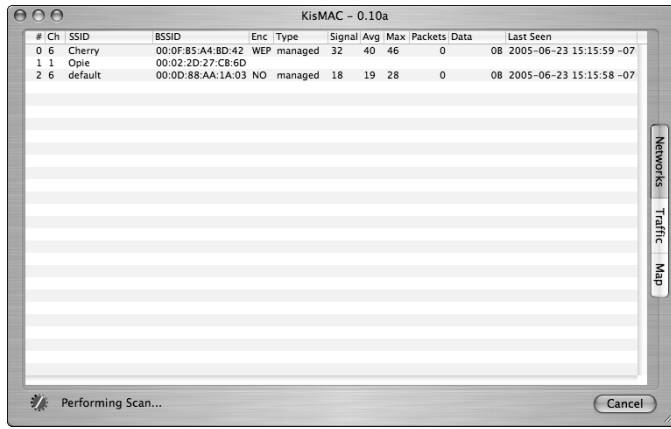 KisMAC – 0.10a
# Ch SSID BSSID Enc Type Signal Avg Max Packets Data Last Seen
0 6 Cherry 00:0F:B5:A4:BD:42 WEP managed 32 40 46 0 0B 2005-06-23 15:15:59 -07
1 1 Opie 00:02:2D:27:CB:6D
2 6 default 00:0D:88:AA:1A:03 NO managed 18 19 28 0 0B 2005-06-23 15:15:58 -07
Networks
Traffic
Map
Performing Scan...
Cancel